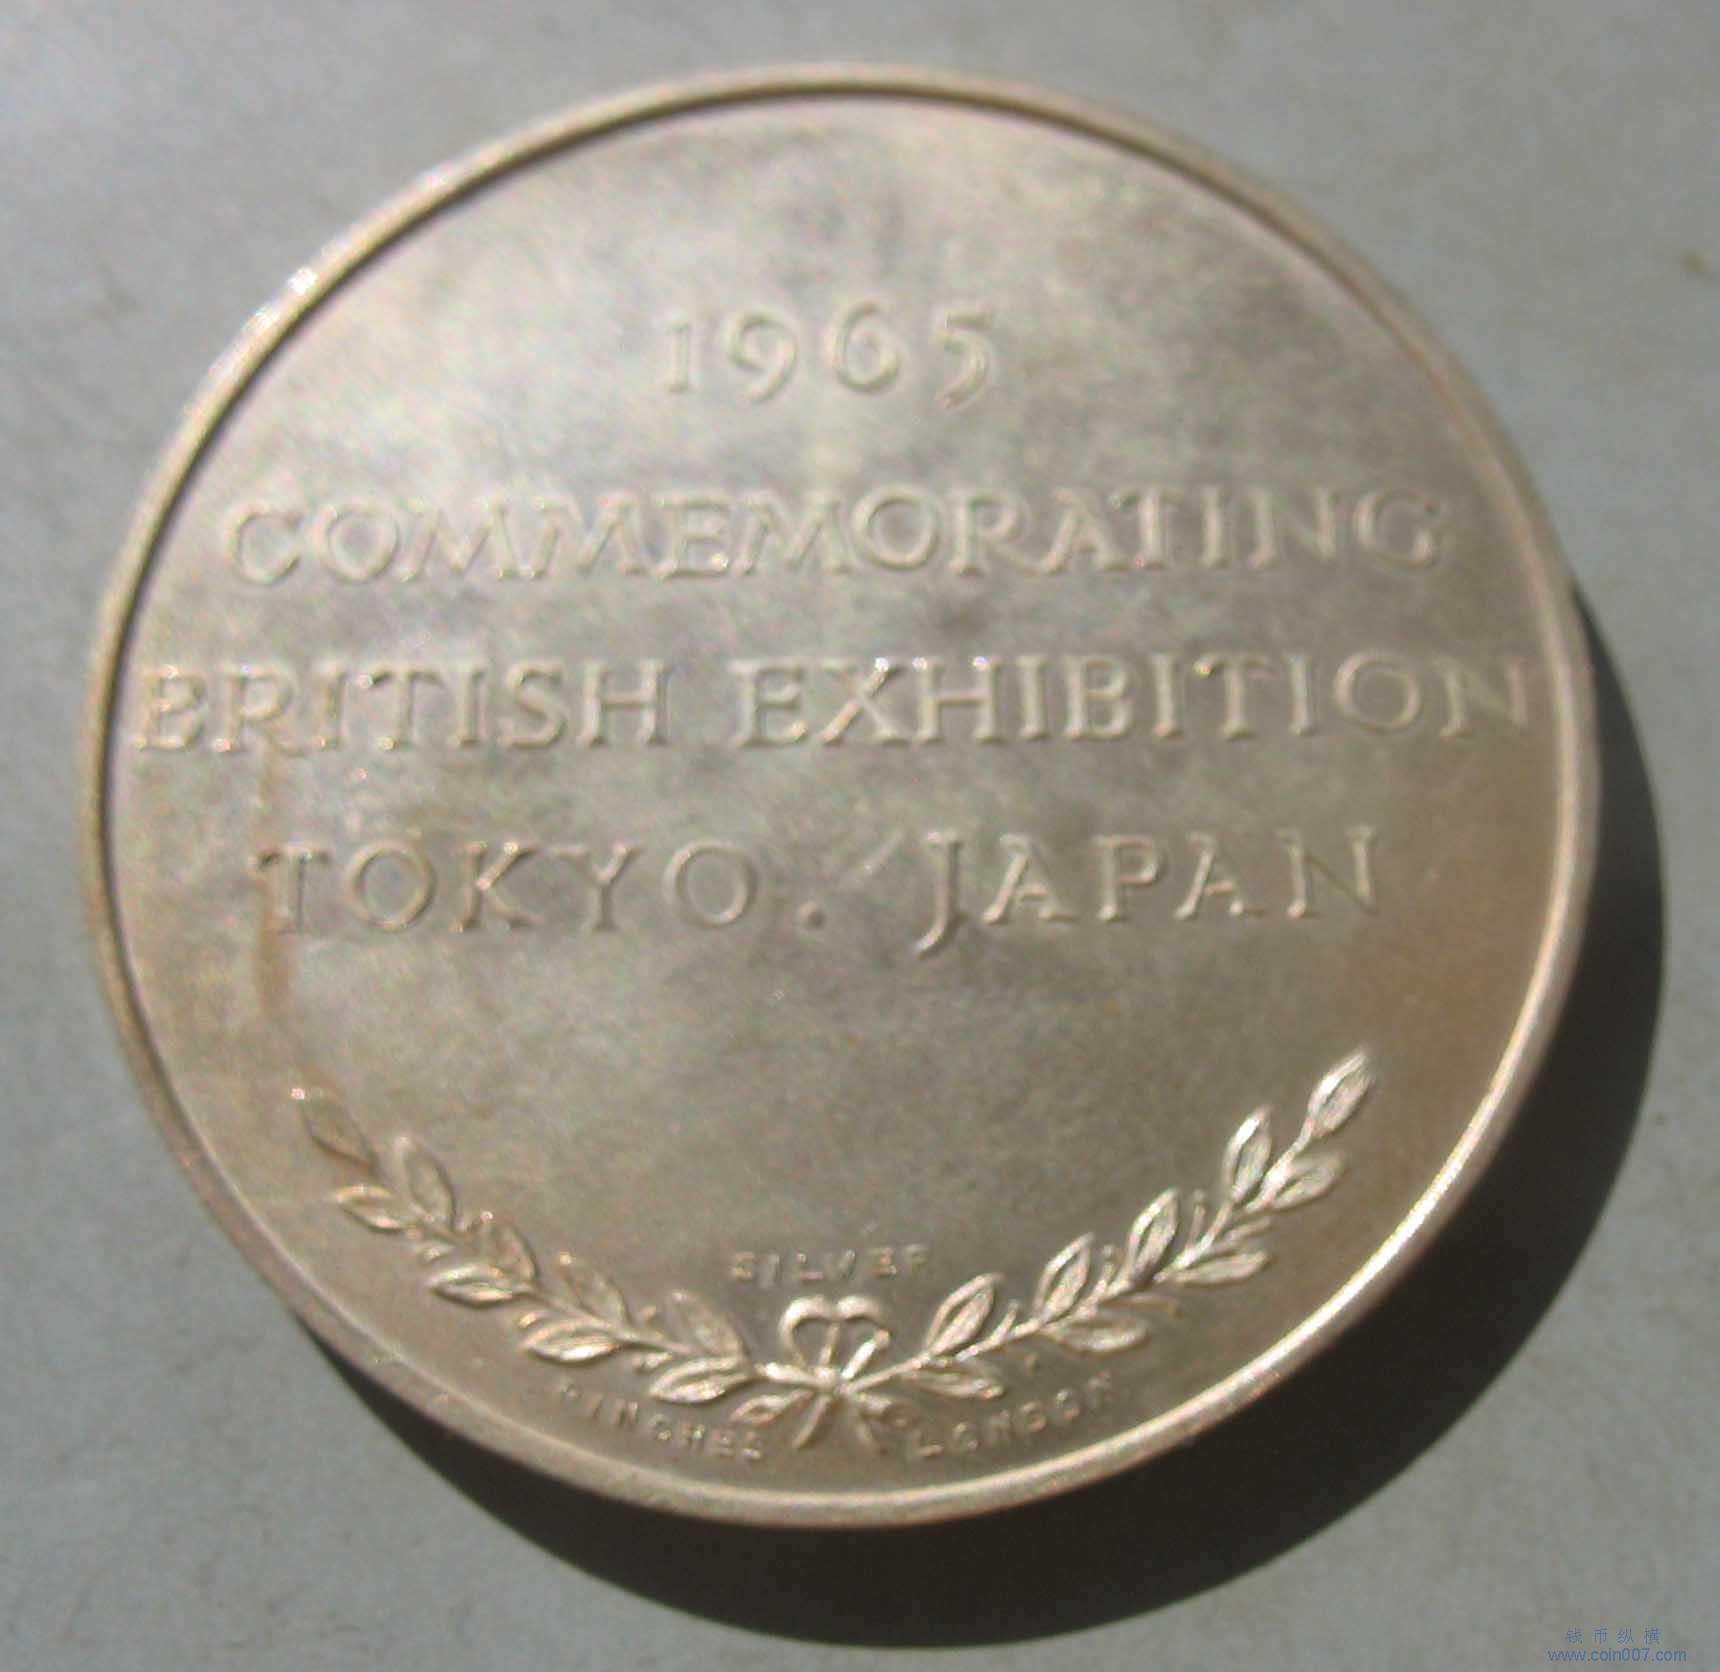 1965
COMMEMORATING
BRITISH EXHIBITION
TOKYO. JAPAN
SILVER
PINCHES LONDON
钱币纵横
www.coin007.com